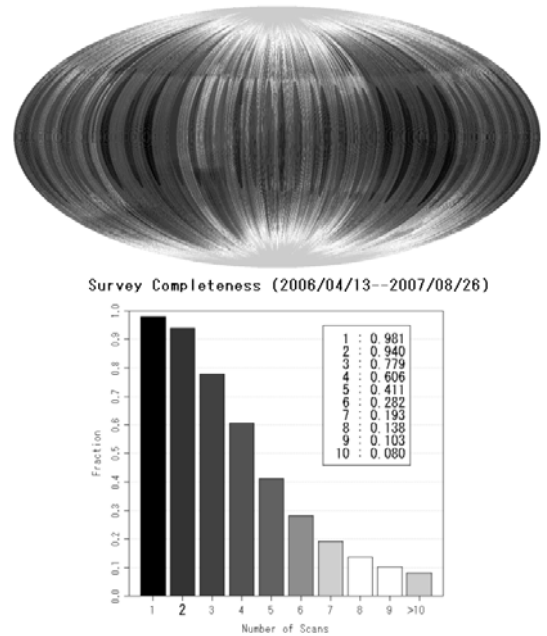 Survey Completeness (2006/04/13--2007/08/26)
1 : 0.981
2 : 0.940
3 : 0.779
4 : 0.606
5 : 0.411
6 : 0.282
7 : 0.193
8 : 0.138
9 : 0.103
10 : 0.080
Fraction
1.0
0.9
0.8
0.7
0.6
0.5
0.4
0.3
0.2
0.1
0.0
1 2 3 4 5 6 7 8 9 >10
Number of Scans